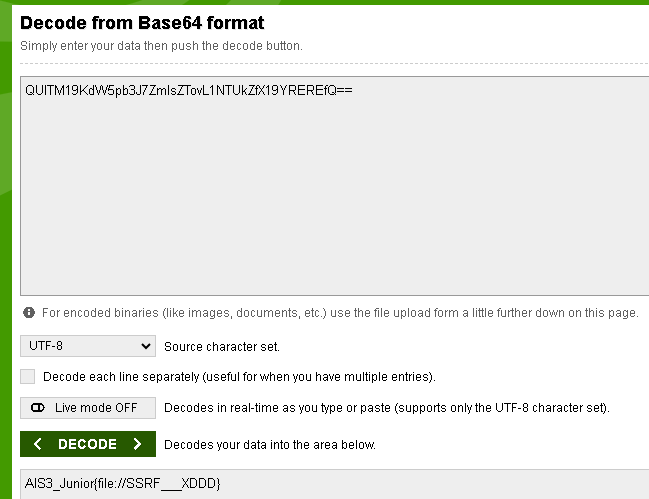 Decode from Base64 format
Simply enter your data then push the decode button.
QUlTM19KdW5pb3J7ZmlsZTovL1NTUkZfX19YREREfQ==
For encoded binaries (like images, documents, etc.) use the file upload form a little further down on this page.
UTF-8 Source character set.
Decode each line separately (useful for when you have multiple entries).
Live mode OFF Decodes in real-time as you type or paste (supports only the UTF-8 character set).
< DECODE > Decodes your data into the area below.
AIS3_Junior{file://SSRF___XDDD}